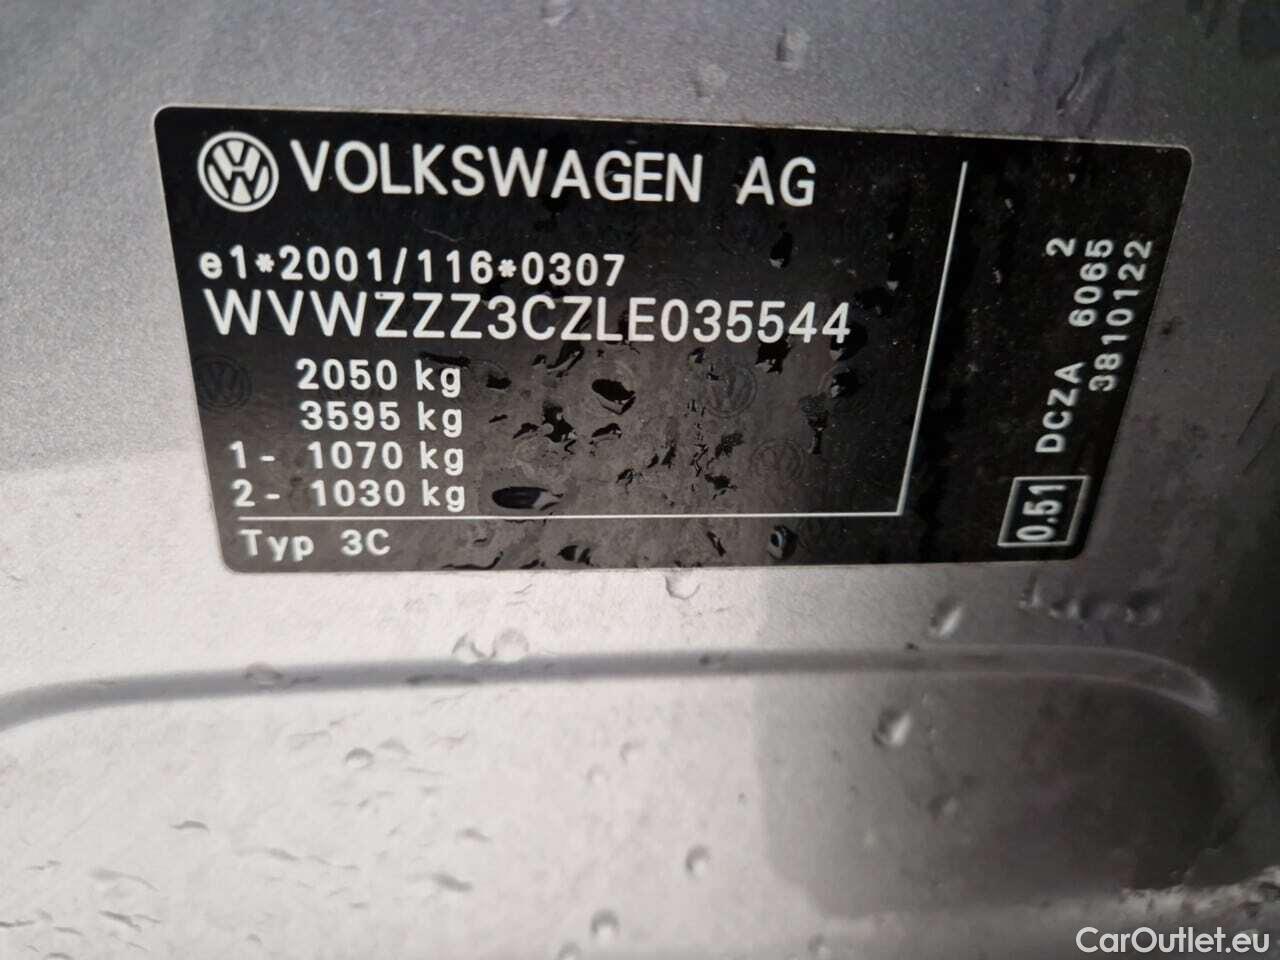 VOLKSWAGEN AG
e1*2001/116*0307
WVWZZZ3CZLE035544
2050 kg
3595 kg
1- 1070 kg
2- 1030 kg
Typ 3C
2
DCZA 6065
3810122
0.51
CarOutlet.eu